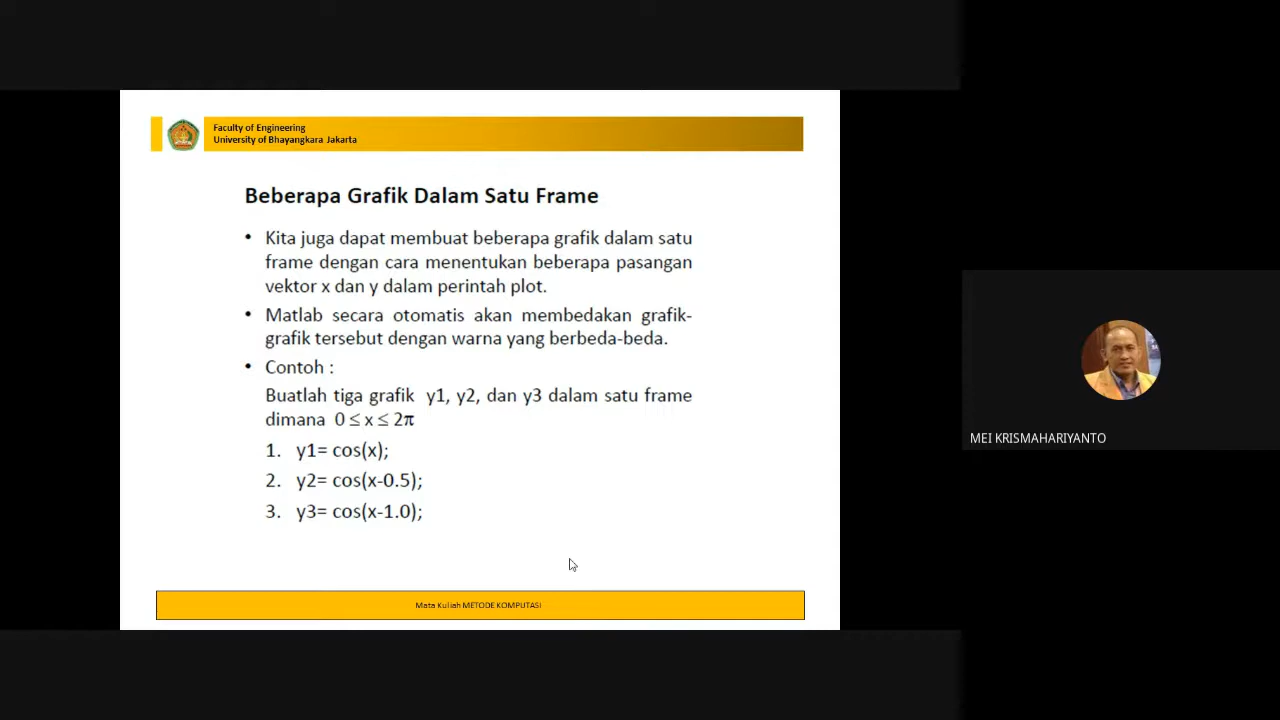 Faculty of Engineering
University of Bhayangkara Jakarta
Beberapa Grafik Dalam Satu Frame
• Kita juga dapat membuat beberapa grafik dalam satu
frame dengan cara menentukan beberapa pasangan
vektor x dan y dalam perintah plot.
• Matlab secara otomatis akan membedakan grafik-
grafik tersebut dengan warna yang berbeda-beda.
• Contoh :
Buatlah tiga grafik y1, y2, dan y3 dalam satu frame
dimana 0 ≤ x ≤ 2π
1. y1= cos(x);
2. y2= cos(x-0.5);
3. y3= cos(x-1.0);
Mata Kuliah METODE KOMPUTASI
MEI KRISMAHARIYANTO